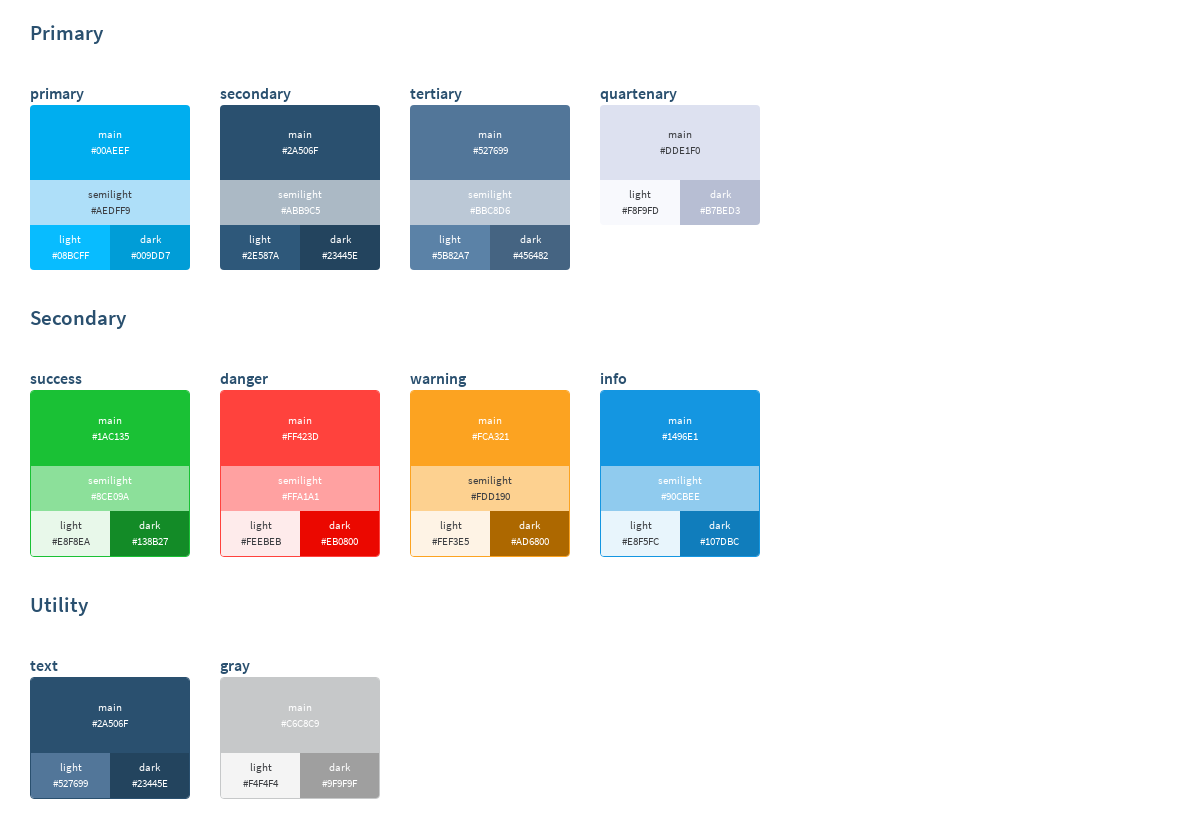 Primary
primary
main
#00AEEF
semilight
#AEDFF9
light
#08BCFF
dark
#009DD7
secondary
main
#2A506F
semilight
#ABB9C5
light
#2E587A
dark
#23445E
tertiary
main
#527699
semilight
#BBC8D6
light
#5B82A7
dark
#456482
quartenary
main
#DDE1F0
light
#F8F9FD
dark
#B7BED3
Secondary
success
main
#1AC135
semilight
#8CE09A
light
#E8F8EA
dark
#138B27
danger
main
#FF423D
semilight
#FFA1A1
light
#FEEBEB
dark
#EB0800
warning
main
#FCA321
semilight
#FDD190
light
#FEF3E5
dark
#AD6800
info
main
#1496E1
semilight
#90CBEE
light
#E8F5FC
dark
#107DBC
Utility
text
main
#2A506F
light
#527699
dark
#23445E
gray
main
#C6C8C9
light
#F4F4F4
dark
#9F9F9F